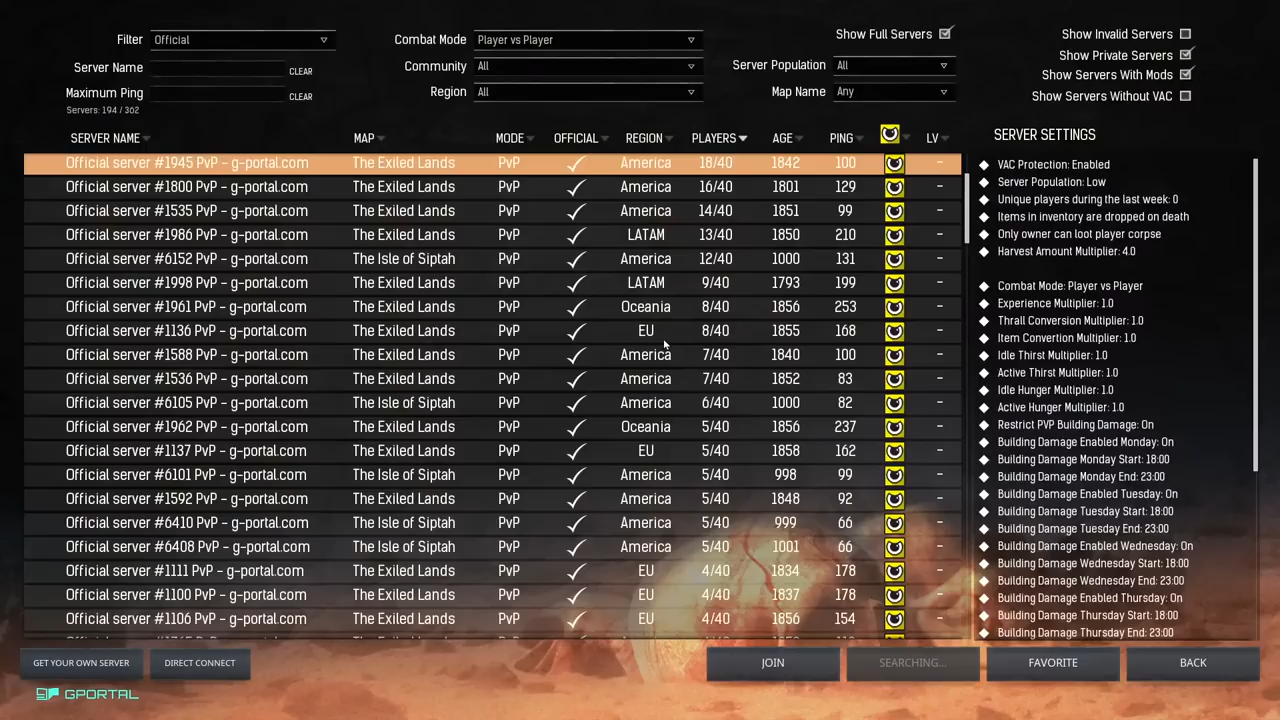 Filter Official
Server Name CLEAR
Maximum Ping CLEAR
Servers: 194 / 362
Combat Mode Player vs Player
Community All
Region All
Show Full Servers
Server Population All
Map Name Any
Show Invalid Servers
Show Private Servers
Show Servers With Mods
Show Servers Without VAC
SERVER NAME MAP MODE OFFICIAL REGION PLAYERS AGE PING LV
Official server #1945 PvP - g-portal.com The Exiled Lands PvP America 18/40 1842 100 -
Official server #1800 PvP - g-portal.com The Exiled Lands PvP America 16/40 1801 129 -
Official server #1535 PvP - g-portal.com The Exiled Lands PvP America 14/40 1851 99 -
Official server #1986 PvP - g-portal.com The Exiled Lands PvP LATAM 13/40 1850 210 -
Official server #6152 PvP - g-portal.com The Isle of Siptah PvP America 12/40 1000 131 -
Official server #1998 PvP - g-portal.com The Exiled Lands PvP LATAM 9/40 1793 199 -
Official server #1961 PvP - g-portal.com The Exiled Lands PvP Oceania 8/40 1856 253 -
Official server #1136 PvP - g-portal.com The Exiled Lands PvP EU 8/40 1855 168 -
Official server #1588 PvP - g-portal.com The Exiled Lands PvP America 7/40 1840 100 -
Official server #1536 PvP - g-portal.com The Exiled Lands PvP America 7/40 1852 83 -
Official server #6105 PvP - g-portal.com The Isle of Siptah PvP America 6/40 1000 82 -
Official server #1962 PvP - g-portal.com The Exiled Lands PvP Oceania 5/40 1856 237 -
Official server #1137 PvP - g-portal.com The Exiled Lands PvP EU 5/40 1858 162 -
Official server #6101 PvP - g-portal.com The Isle of Siptah PvP America 5/40 998 99 -
Official server #1592 PvP - g-portal.com The Exiled Lands PvP America 5/40 1848 92 -
Official server #6410 PvP - g-portal.com The Isle of Siptah PvP America 5/40 999 66 -
Official server #6408 PvP - g-portal.com The Isle of Siptah PvP America 5/40 1001 66 -
Official server #1111 PvP - g-portal.com The Exiled Lands PvP EU 4/40 1834 178 -
Official server #1100 PvP - g-portal.com The Exiled Lands PvP EU 4/40 1837 178 -
Official server #1106 PvP - g-portal.com The Exiled Lands PvP EU 4/40 1856 154 -
SERVER SETTINGS
VAC Protection: Enabled
Server Population: Low
Unique players during the last week: 0
Items in inventory are dropped on death
Only owner can loot player corpse
Harvest Amount Multiplier: 4.0
Combat Mode: Player vs Player
Experience Multiplier: 1.0
Thrall Conversion Multiplier: 1.0
Item Convertion Multiplier: 1.0
Idle Thirst Multiplier: 1.0
Active Thirst Multiplier: 1.0
Idle Hunger Multiplier: 1.0
Active Hunger Multiplier: 1.0
Restrict PVP Building Damage: On
Building Damage Enabled Monday: On
Building Damage Monday Start: 18:00
Building Damage Monday End: 23:00
Building Damage Enabled Tuesday: On
Building Damage Tuesday Start: 18:00
Building Damage Tuesday End: 23:00
Building Damage Enabled Wednesday: On
Building Damage Wednesday Start: 18:00
Building Damage Wednesday End: 23:00
Building Damage Enabled Thursday: On
Building Damage Thursday Start: 18:00
Building Damage Thursday End: 23:00
GET YOUR OWN SERVER DIRECT CONNECT JOIN SEARCHING... FAVORITE BACK
GPORTAL